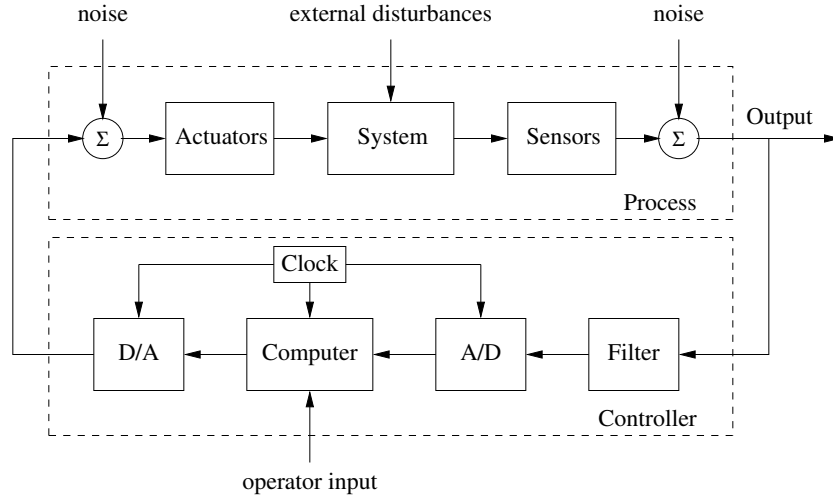 noise
external disturbances
noise
Σ
Actuators
System
Sensors
Σ
Output
Process
Clock
D/A
Computer
A/D
Filter
Controller
operator input